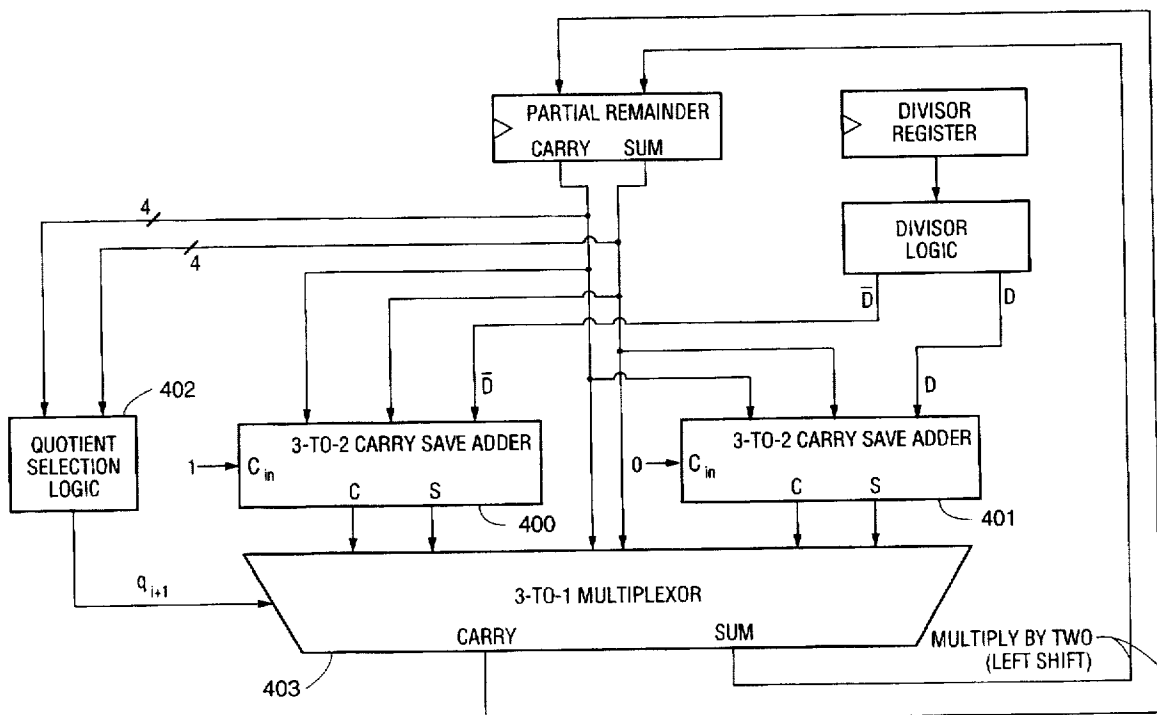 PARTIAL REMAINDER
CARRY SUM
DIVISOR
REGISTER
4
4
DIVISOR
LOGIC
D̅ D
402
D̅
D
QUOTIENT
SELECTION
LOGIC
3-TO-2 CARRY SAVE ADDER
1 Cin
C S
400
3-TO-2 CARRY SAVE ADDER
0 Cin
C S
401
qi+1
3-TO-1 MULTIPLEXOR
CARRY SUM
403
MULTIPLY BY TWO
(LEFT SHIFT)